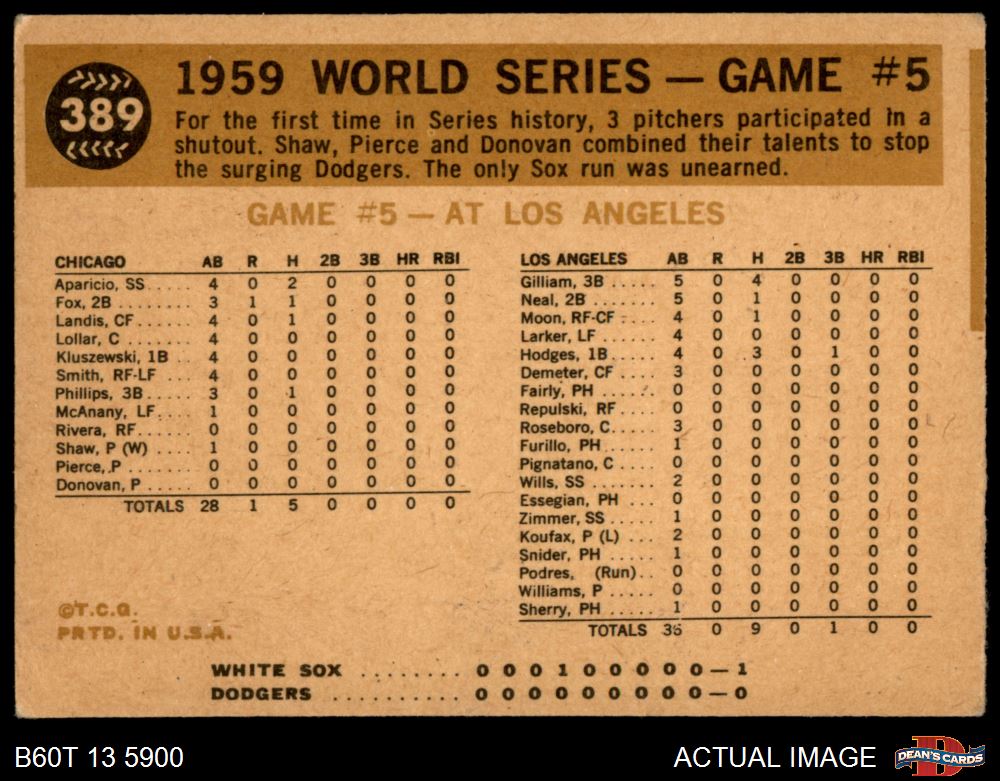 389
1959 WORLD SERIES — GAME #5
For the first time in Series history, 3 pitchers participated in a
shutout. Shaw, Pierce and Donovan combined their talents to stop
the surging Dodgers. The only Sox run was unearned.
GAME #5 — AT LOS ANGELES
CHICAGO AB R H 2B 3B HR RBI
Aparicio, SS..... 4 0 2 0 0 0 0
Fox, 2B ........ 3 1 1 0 0 0 0
Landis, CF....... 4 0 1 0 0 0 0
Lollar, C ....... 4 0 0 0 0 0 0
Kluszewski, 1B .. 4 0 0 0 0 0 0
Smith, RF-LF ... 4 0 0 0 0 0 0
Phillips, 3B...... 3 0 1 0 0 0 0
McAnany, LF.... 1 0 0 0 0 0 0
Rivera, RF...... 0 0 0 0 0 0 0
Shaw, P (W) .... 1 0 0 0 0 0 0
Pierce, P ....... 0 0 0 0 0 0 0
Donovan, P ..... 0 0 0 0 0 0 0
TOTALS 28 1 5 0 0 0 0
LOS ANGELES AB R H 2B 3B HR RBI
Gilliam, 3B ..... 5 0 4 0 0 0 0
Neal, 2B ....... 5 0 1 0 0 0 0
Moon, RF-CF .... 4 0 1 0 0 0 0
Larker, LF ...... 4 0 0 0 0 0 0
Hodges, 1B...... 4 0 3 0 1 0 0
Demeter, CF .... 3 0 0 0 0 0 0
Fairly, PH ...... 0 0 0 0 0 0 0
Repulski, RF .... 0 0 0 0 0 0 0
Roseboro, C..... 3 0 0 0 0 0 0
Furillo, PH...... 1 0 0 0 0 0 0
Pignatano, C .... 0 0 0 0 0 0 0
Wills, SS ....... 2 0 0 0 0 0 0
Essegian, PH ... 0 0 0 0 0 0 0
Zimmer, SS ..... 1 0 0 0 0 0 0
Koufax, P (L) ... 2 0 0 0 0 0 0
Snider, PH ..... 1 0 0 0 0 0 0
Podres, (Run).. 0 0 0 0 0 0 0
Williams, P ..... 0 0 0 0 0 0 0
Sherry, PH ..... 1 0 0 0 0 0 0
TOTALS 36 0 9 0 1 0 0
©T.C.G.
PRTD. IN U.S.A.
WHITE SOX ........ 0 0 0 1 0 0 0 0 0 — 1
DODGERS .......... 0 0 0 0 0 0 0 0 0 — 0
B60T 13 5900
ACTUAL IMAGE
D
DEAN'S CARDS